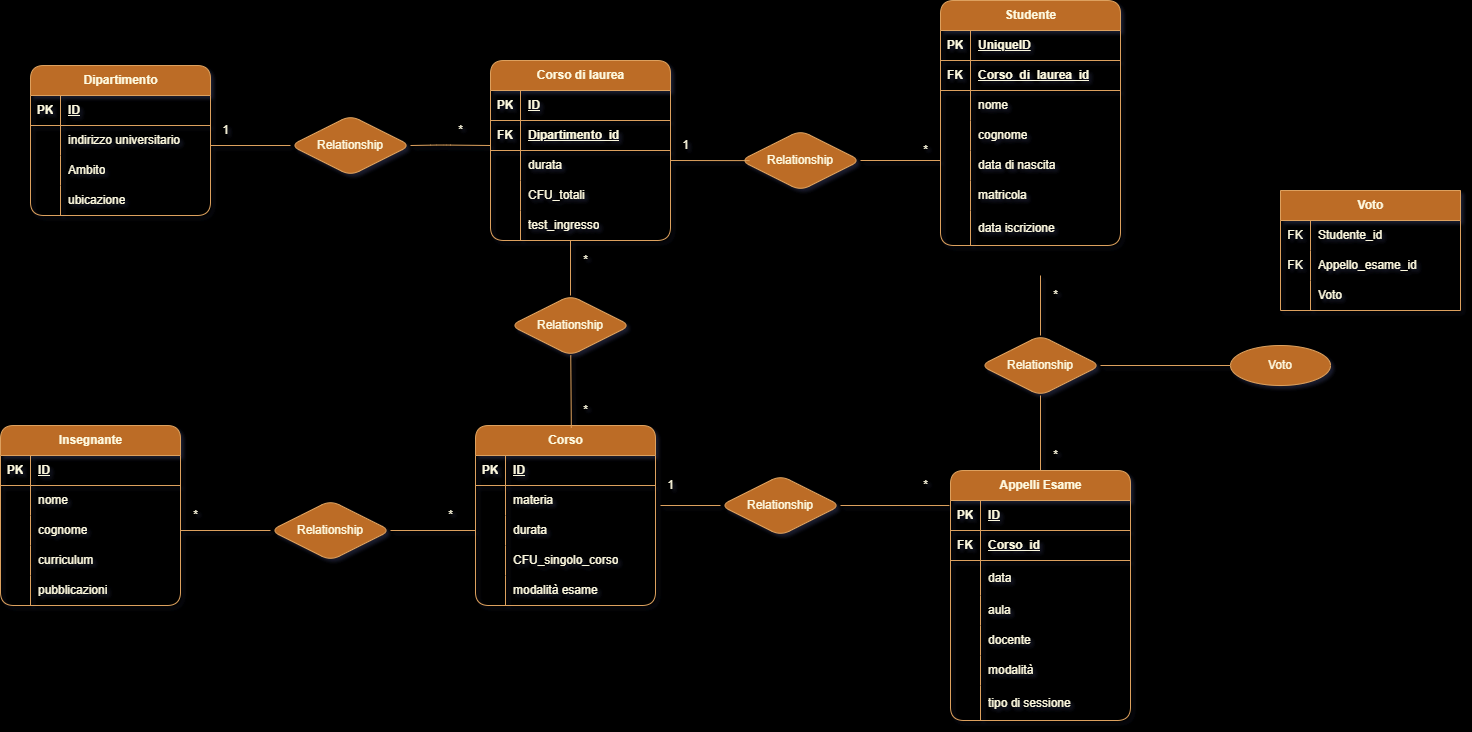 Dipartimento
PK ID
indirizzo universitario
Ambito
ubicazione
1
Relationship
*
Corso di laurea
PK ID
FK Dipartimento_id
durata
CFU_totali
test_ingresso
1
Relationship
*
Studente
PK UniqueID
FK Corso_di_laurea_id
nome
cognome
data di nascita
matricola
data iscrizione
Voto
FK Studente_id
FK Appello_esame_id
Voto
*
Relationship
*
*
Relationship
Voto
*
Insegnante
PK ID
nome
cognome
curriculum
pubblicazioni
*
Relationship
*
Corso
PK ID
materia
durata
CFU_singolo_corso
modalità esame
1
Relationship
*
Appelli Esame
PK ID
FK Corso_id
data
aula
docente
modalità
tipo di sessione